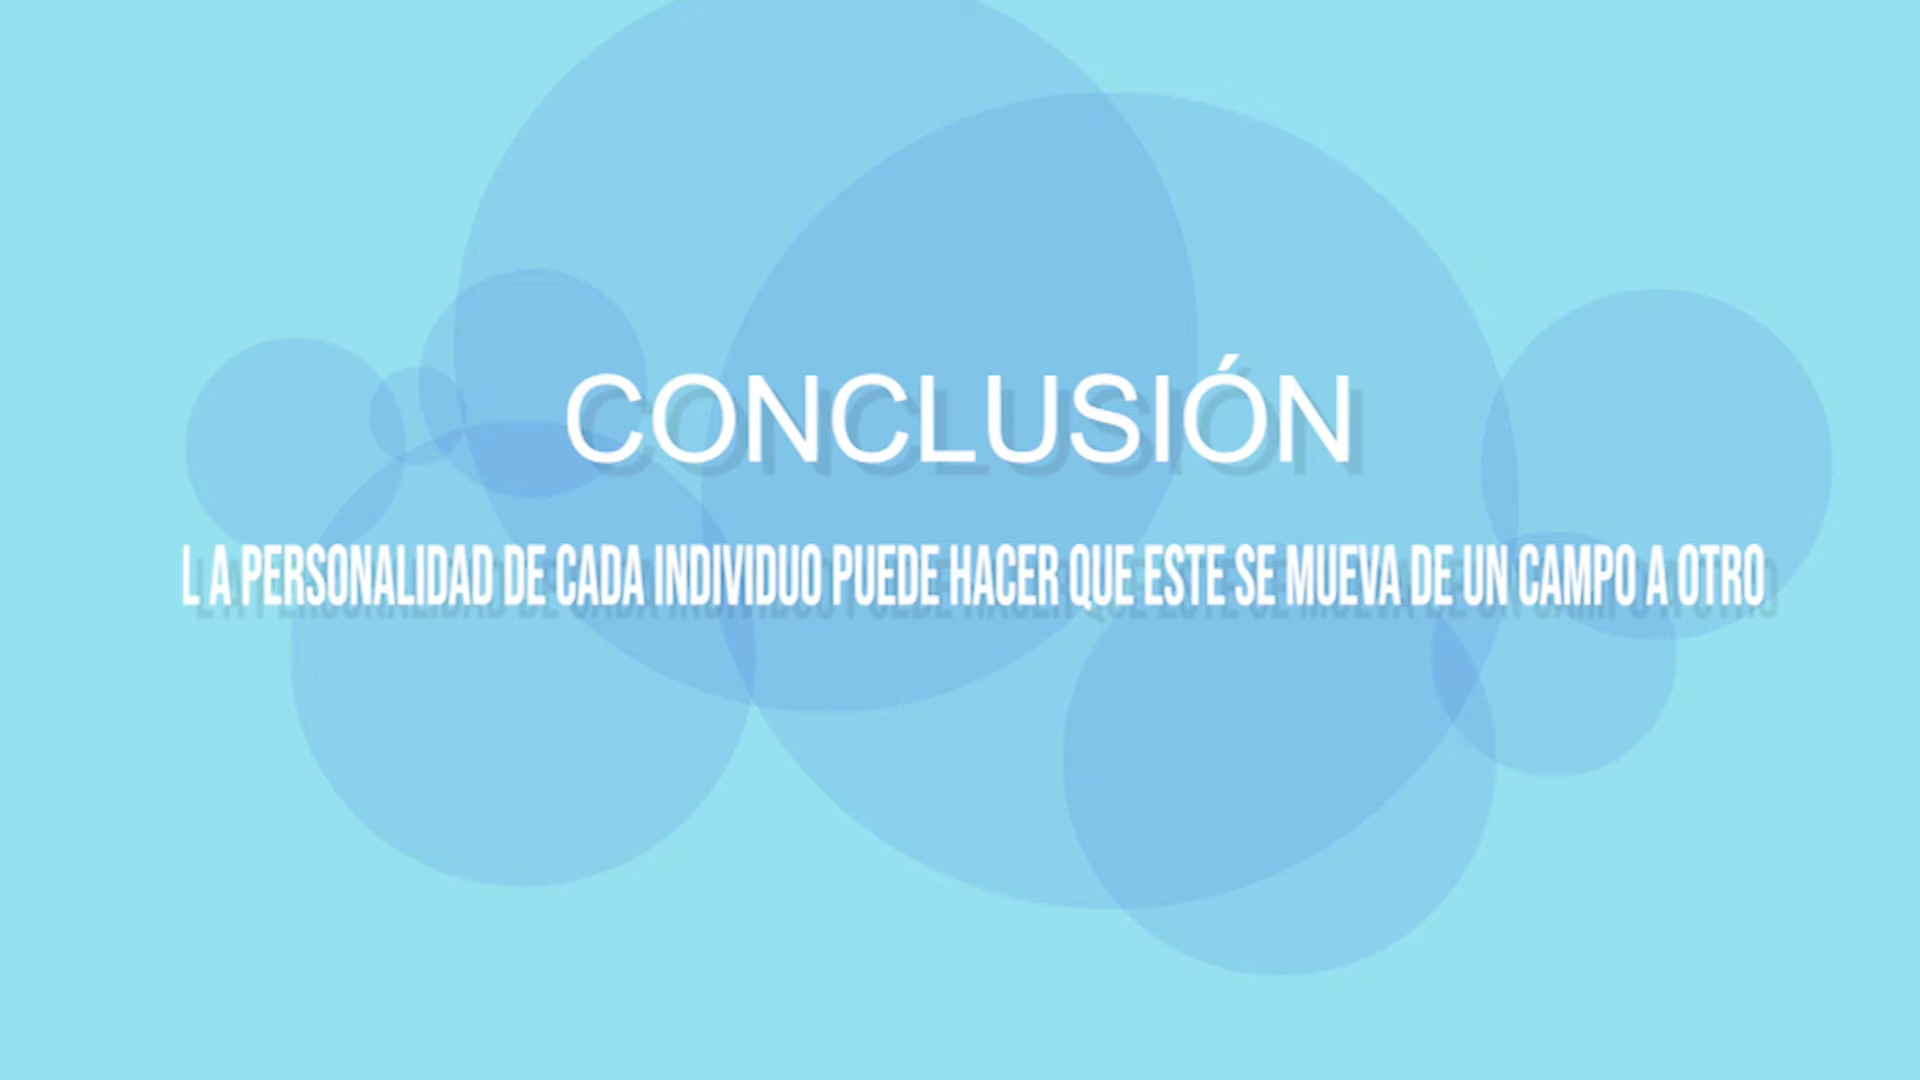 CONCLUSIÓN
L A PERSONALIDAD DE CADA INDIVIDUO PUEDE HACER QUE ESTE SE MUEVA DE UN CAMPO A OTRO